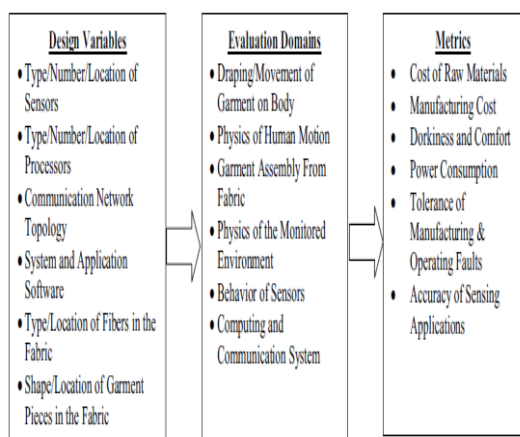 Design Variables
• Type/Number/Location of
Sensors
• Type/Number/Location of
Processors
• Communication Network
Topology
• System and Application
Software
• Type/Location of Fibers in the
Fabric
• Shape/Location of Garment
Pieces in the Fabric
Evaluation Domains
• Draping/Movement of
Garment on Body
• Physics of Human Motion
• Garment Assembly From
Fabric
• Physics of the Monitored
Environment
• Behavior of Sensors
• Computing and
Communication System
Metrics
• Cost of Raw Materials
• Manufacturing Cost
• Dorkiness and Comfort
• Power Consumption
• Tolerance of
Manufacturing &
Operating Faults
• Accuracy of Sensing
Applications